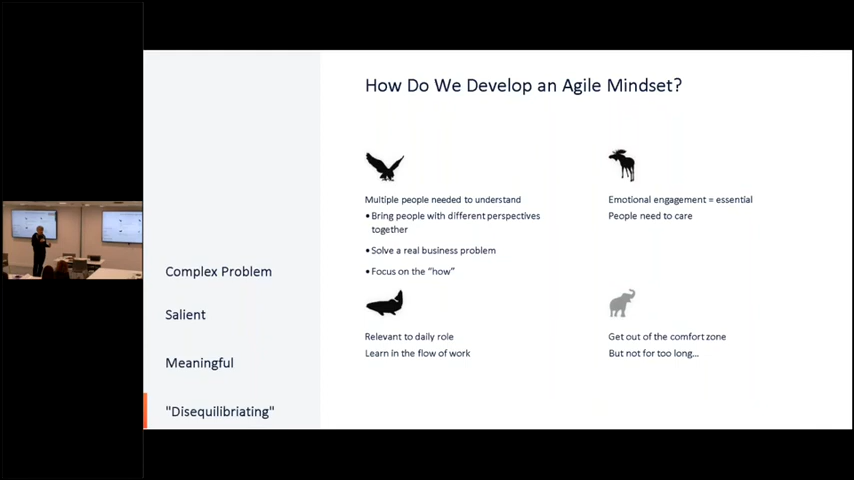 How Do We Develop an Agile Mindset?
Complex Problem
Salient
Meaningful
"Disequilibriating"
Multiple people needed to understand
• Bring people with different perspectives
together
• Solve a real business problem
• Focus on the "how"
Emotional engagement = essential
People need to care
Relevant to daily role
Learn in the flow of work
Get out of the comfort zone
But not for too long...